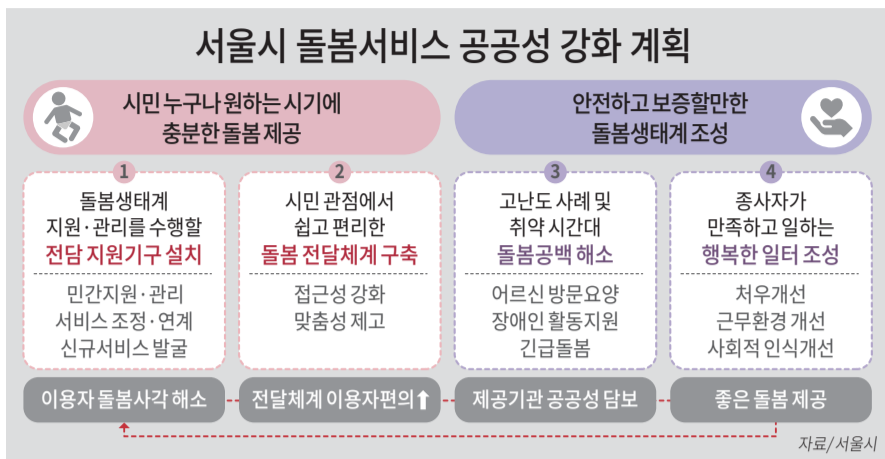 서울시 돌봄서비스 공공성 강화 계획
시민 누구나 원하는 시기에
충분한 돌봄 제공
안전하고 보증할만한
돌봄생태계 조성
1
돌봄생태계
지원·관리를 수행할
전담 지원기구 설치
민간지원·관리
서비스 조정·연계
신규서비스 발굴
2
시민 관점에서
쉽고 편리한
돌봄 전달체계 구축
접근성 강화
맞춤성 제고
3
고난도 사례 및
취약 시간대
돌봄공백 해소
어르신 방문요양
장애인 활동지원
긴급돌봄
4
종사자가
만족하고 일하는
행복한 일터 조성
처우개선
근무환경 개선
사회적 인식개선
이용자 돌봄사각 해소
전달체계 이용자편의⬆
제공기관 공공성 담보
좋은 돌봄 제공
자료/서울시